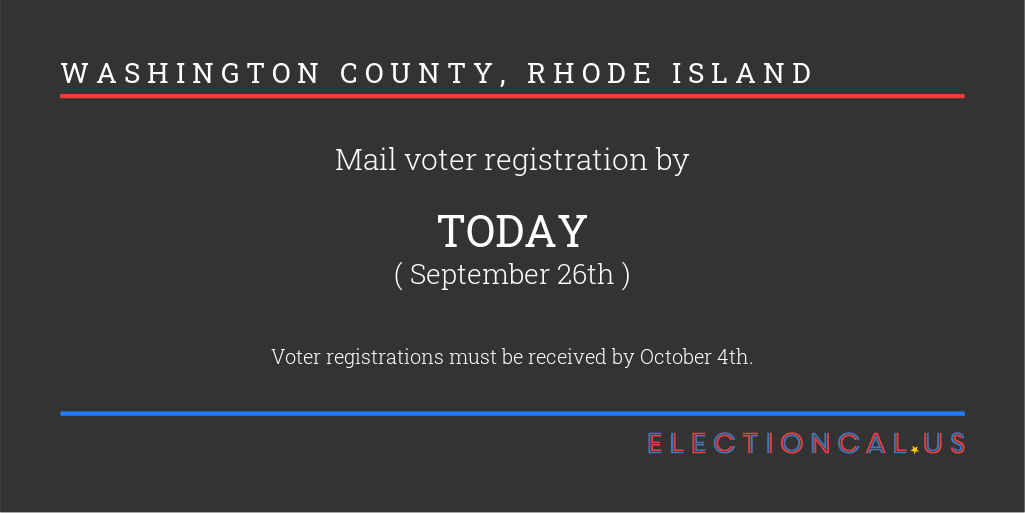 WASHINGTON COUNTY, RHODE ISLAND
Mail voter registration by
TODAY
( September 26th )
Voter registrations must be received by October 4th.
ELECTIONCAL.US